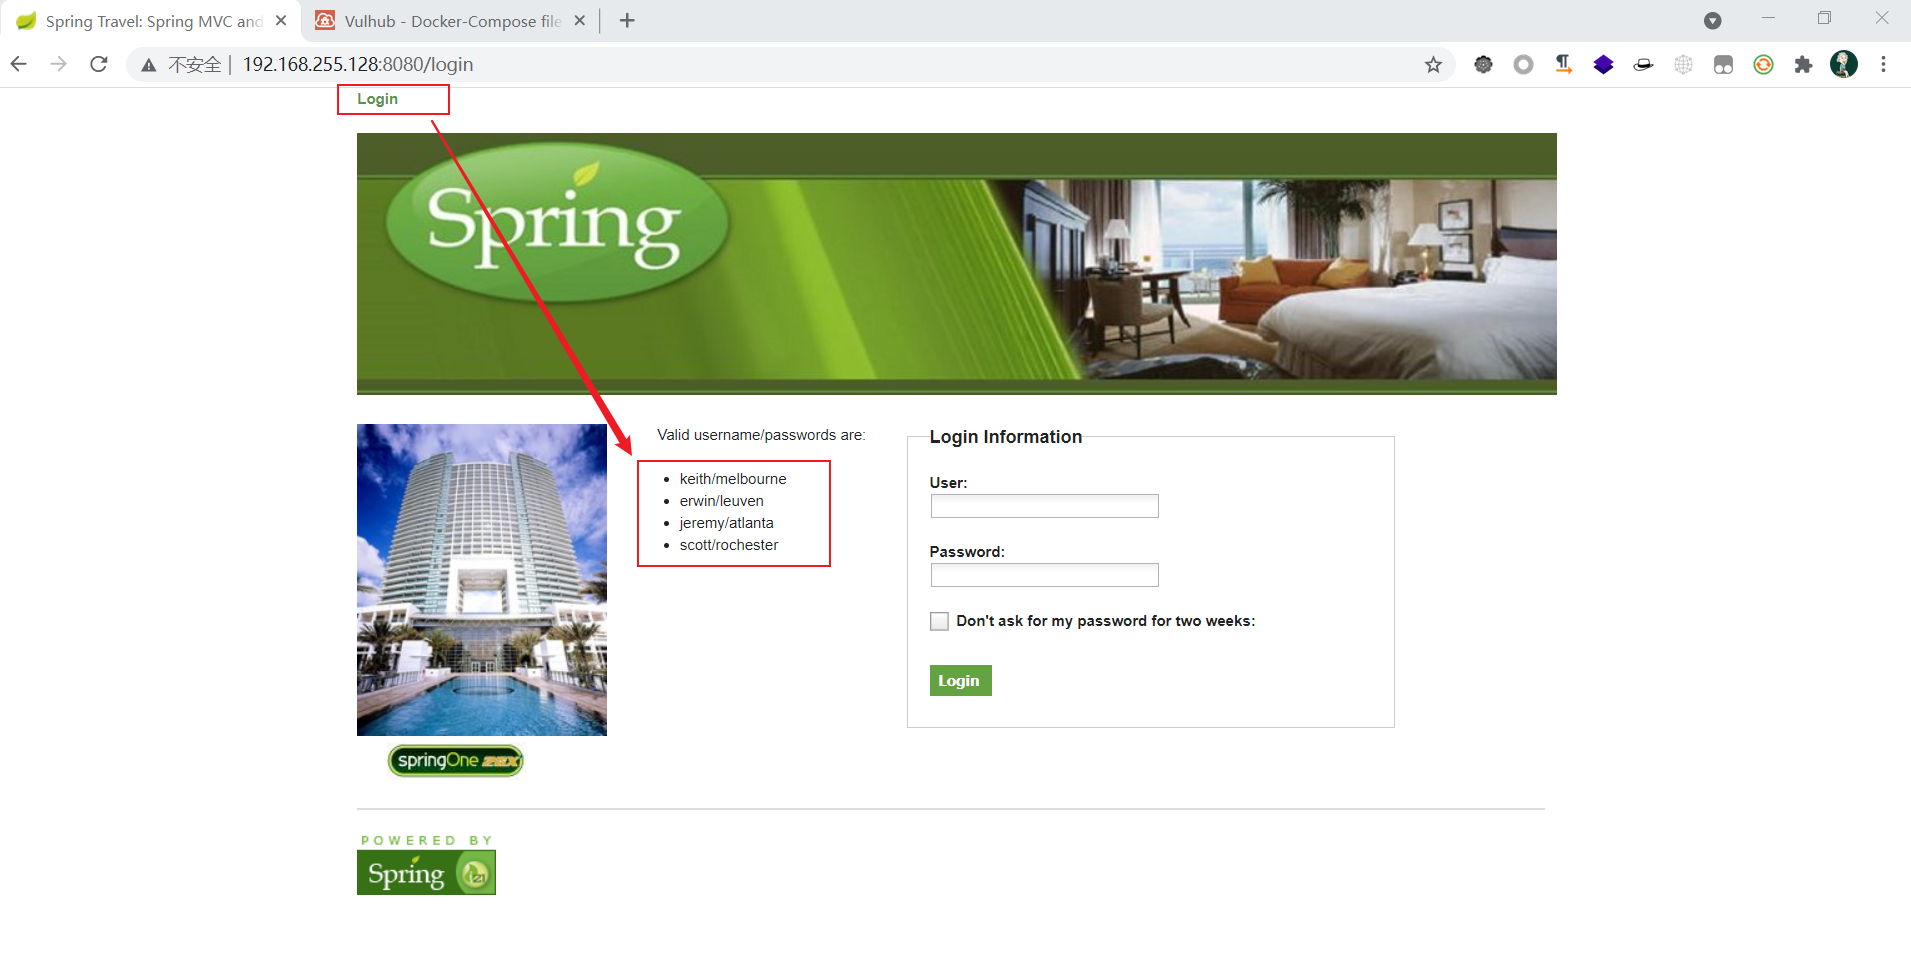 Spring Travel: Spring MVC and
Vulhub - Docker-Compose file
不安全 | 192.168.255.128:8080/login
Login
Spring
Valid username/passwords are:
keith/melbourne
erwin/leuven
jeremy/atlanta
scott/rochester
Login Information
User:
Password:
Don't ask for my password for two weeks:
Login
springOne 2GX
POWERED BY
Spring